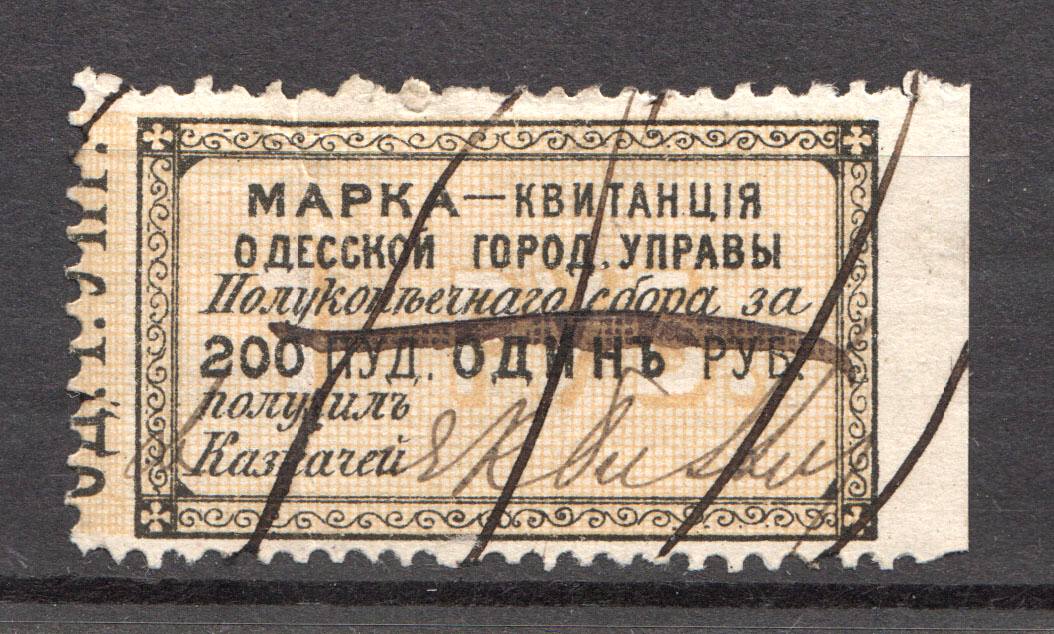 МАРКА — КВИТАНЦІЯ
ОДЕССКОЙ ГОРОД. УПРАВЫ
Полукопѣечнаго сбора за
200 ПУД. ОДИНЪ РУБ.
получилъ
Казначей